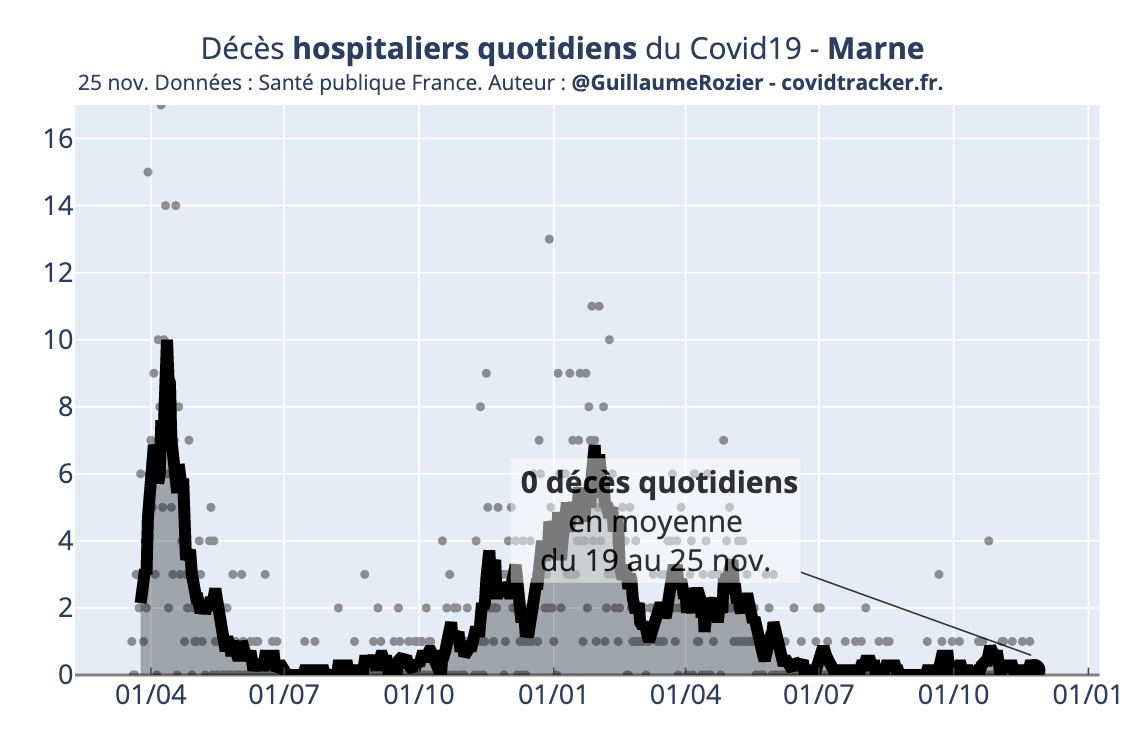 Décès hospitaliers quotidiens du Covid19 - Marne
25 nov. Données : Santé publique France. Auteur : @GuillaumeRozier - covidtracker.fr.
16
14
12
10
8
6
4
2
0
0 décès quotidiens
en moyenne
du 19 au 25 nov.
01/04 01/07 01/10 01/01 01/04 01/07 01/10 01/01